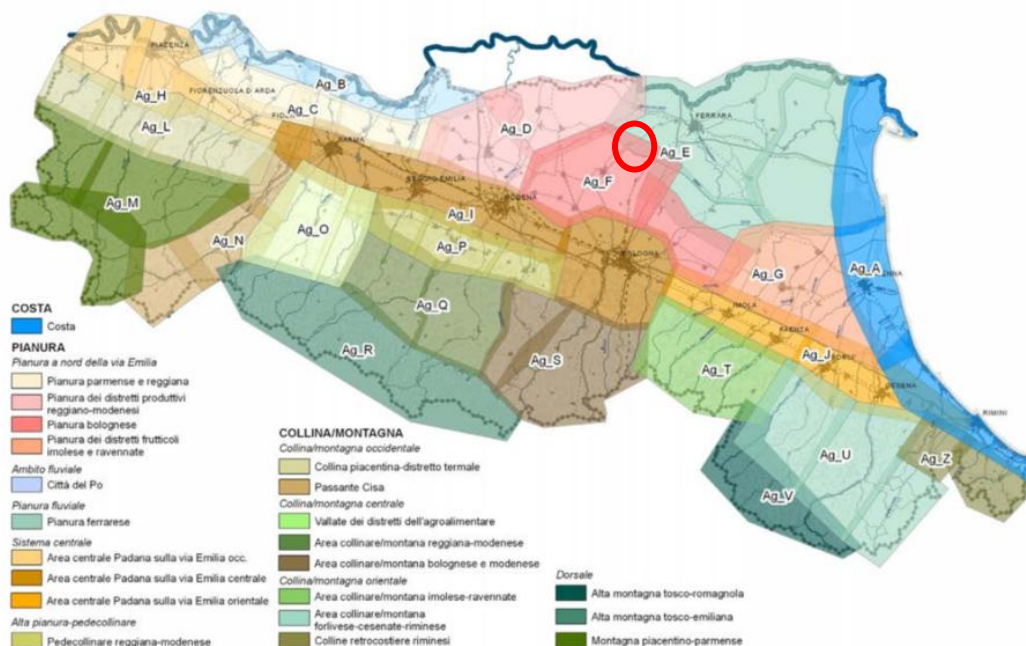 PIACENZA
Ag_B
Ag_H
FIORENZUOLA D ARDA
Ag_C
Ag_L
Ag_D
FERRARA
Ag_E
PARMA
Ag_F
REGGIO EMILIA
Ag_M
Ag_I
MODENA
Ag_N
Ag_O
Ag_P
BOLOGNA
Ag_G
Ag_A
Ag_Q
IMOLA
Ag_R
Ag_S
FAENZA
Ag_T
Ag_J
CESENA
RIMINI
Ag_U
Ag_Z
Ag_V
COSTA
Costa
PIANURA
Pianura a nord della via Emilia
Pianura parmense e reggiana
Pianura dei distretti produttivi
reggiano-modenesi
Pianura bolognese
Pianura dei distretti frutticoli
imolese e ravennate
Ambito fluviale
Città del Po
Pianura fluviale
Pianura ferrarese
Sistema centrale
Area centrale Padana sulla via Emilia occ.
Area centrale Padana sulla via Emilia centrale
Area centrale Padana sulla via Emilia orientale
Alta pianura-pedecollinare
Pedecollinare reggiana-modenese
COLLINA/MONTAGNA
Collina/montagna occidentale
Collina piacentina-distretto termale
Passante Cisa
Collina/montagna centrale
Vallate dei distretti dell'agroalimentare
Area collinare/montana reggiana-modenese
Area collinare/montana bolognese e modenese
Collina/montagna orientale
Area collinare/montana imolese-ravennate
Area collinare/montana
forlivese-cesenate-riminese
Colline retrocostiere riminesi
Dorsale
Alta montagna tosco-romagnola
Alta montagna tosco-emiliana
Montagna piacentino-parmense